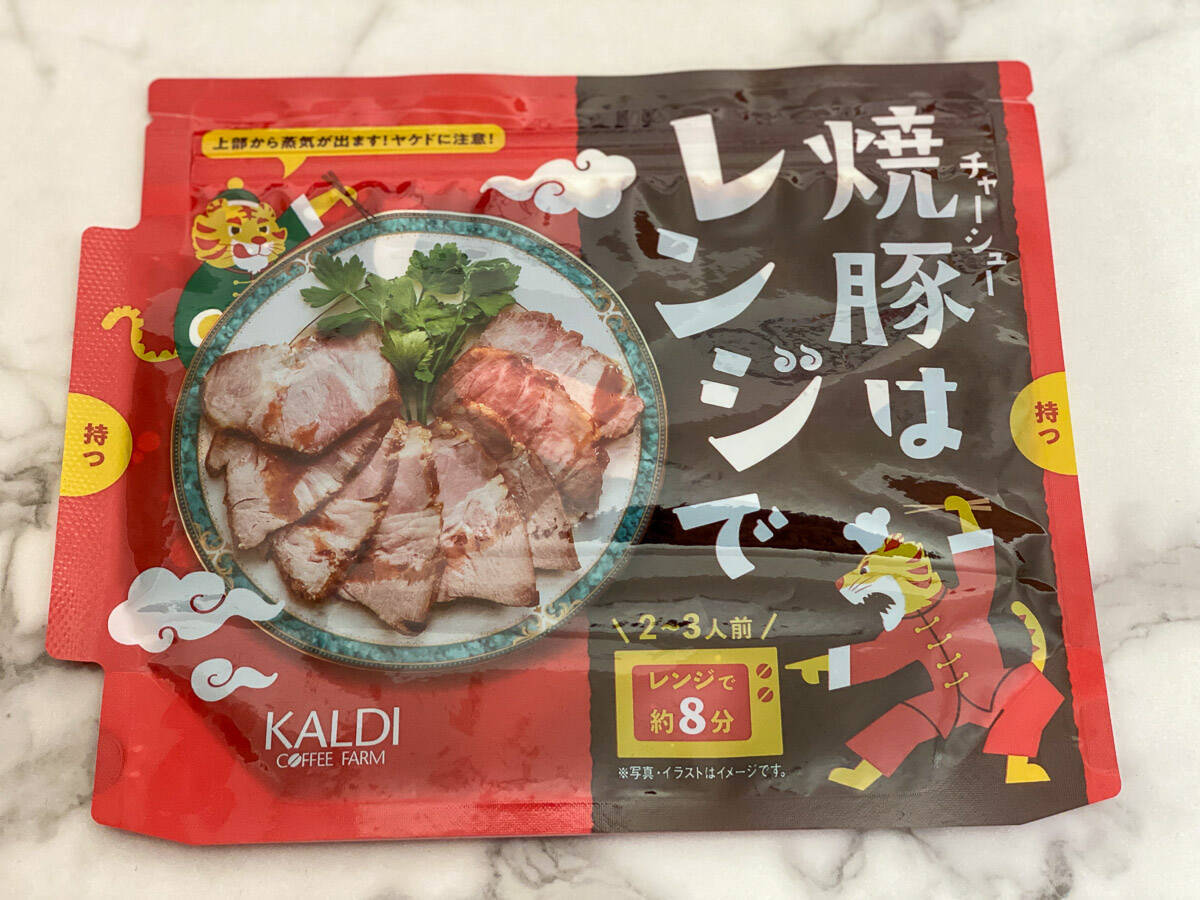 上部から蒸気が出ます!ヤケドに注意!
焼豚は
チャーシュー
レンジで
持つ
持つ
\ 2~3人前 /
レンジで
約8分
※写真・イラストはイメージです。
KALDI
COFFEE FARM